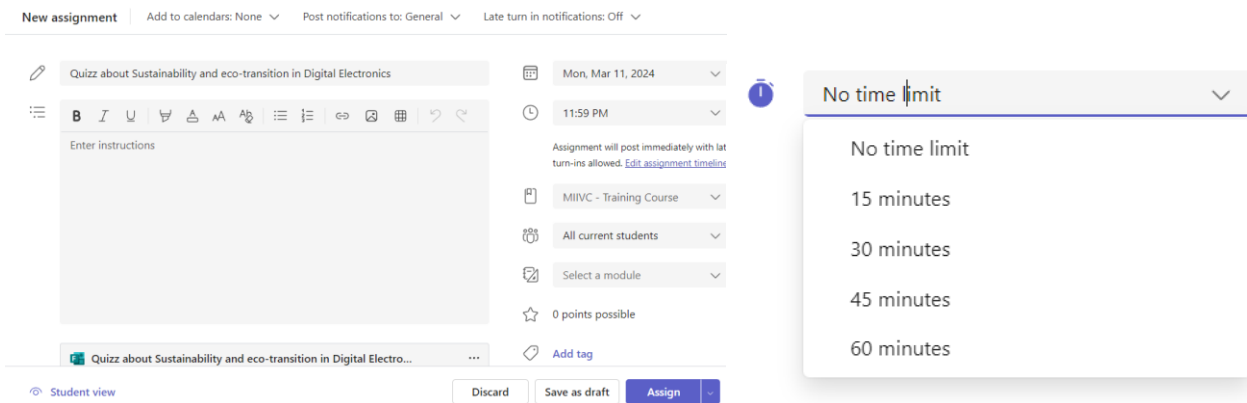 New assignment
Add to calendars: None
Post notifications to: General
Late turn in notifications: Off
Quizz about Sustainability and eco-transition in Digital Electronics
B I U
Enter instructions
Quizz about Sustainability and eco-transition in Digital Electro...
Mon, Mar 11, 2024
11:59 PM
Assignment will post immediately with lat
turn-ins allowed. Edit assignment timeline
MIIVC - Training Course
All current students
Select a module
0 points possible
Add tag
Student view
Discard
Save as draft
Assign
No time limit
No time limit
15 minutes
30 minutes
45 minutes
60 minutes